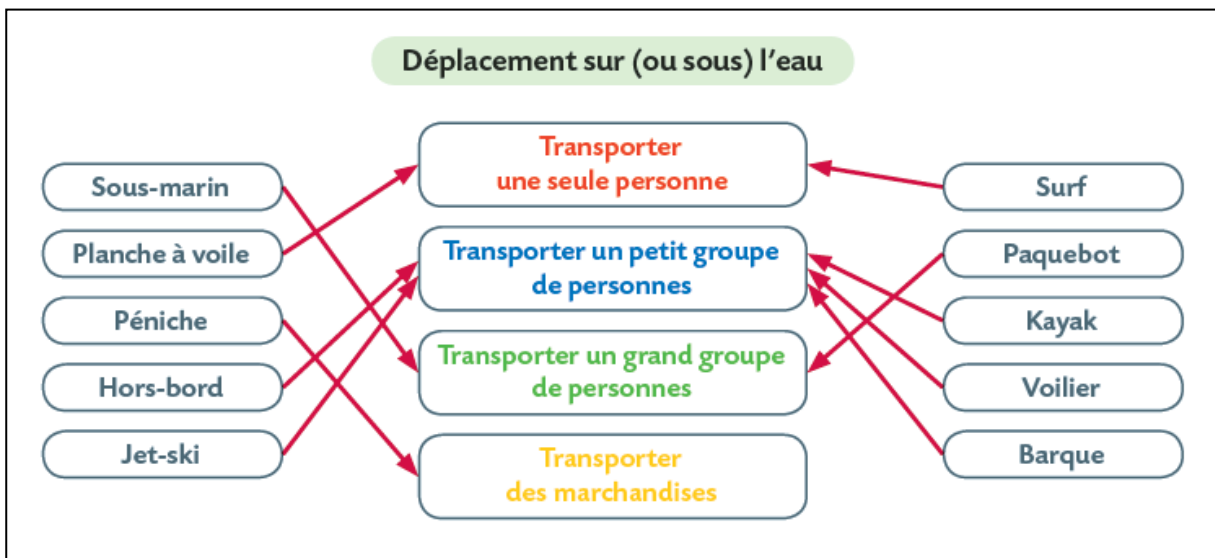 Déplacement sur (ou sous) l'eau
Sous-marin
Planche à voile
Péniche
Hors-bord
Jet-ski
Transporter
une seule personne
Transporter un petit groupe
de personnes
Transporter un grand groupe
de personnes
Transporter
des marchandises
Surf
Paquebot
Kayak
Voilier
Barque